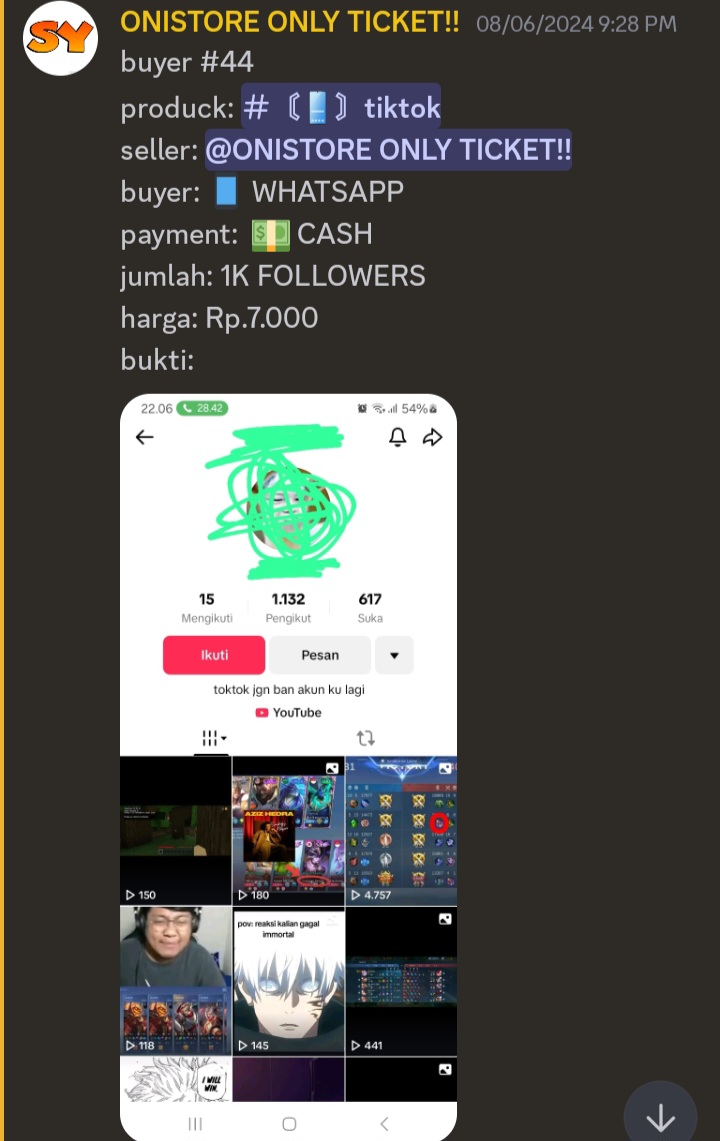 SY
ONISTORE ONLY TICKET!! 08/06/2024 9:28 PM
buyer #44
produck: # 〘📱〙tiktok
seller: @ONISTORE ONLY TICKET!!
buyer: 📱 WHATSAPP
payment: 💵 CASH
jumlah: 1K FOLLOWERS
harga: Rp.7.000
bukti:
22.06 28.42 54%
15 1.132 617
Mengikuti Pengikut Suka
Ikuti Pesan
toktok jgn ban akun ku lagi
YouTube
AZIZ HEDRA
150 180 4.757
pov: reaksi kalian gagal
immortal
118 145 441
I WILL
WIN.